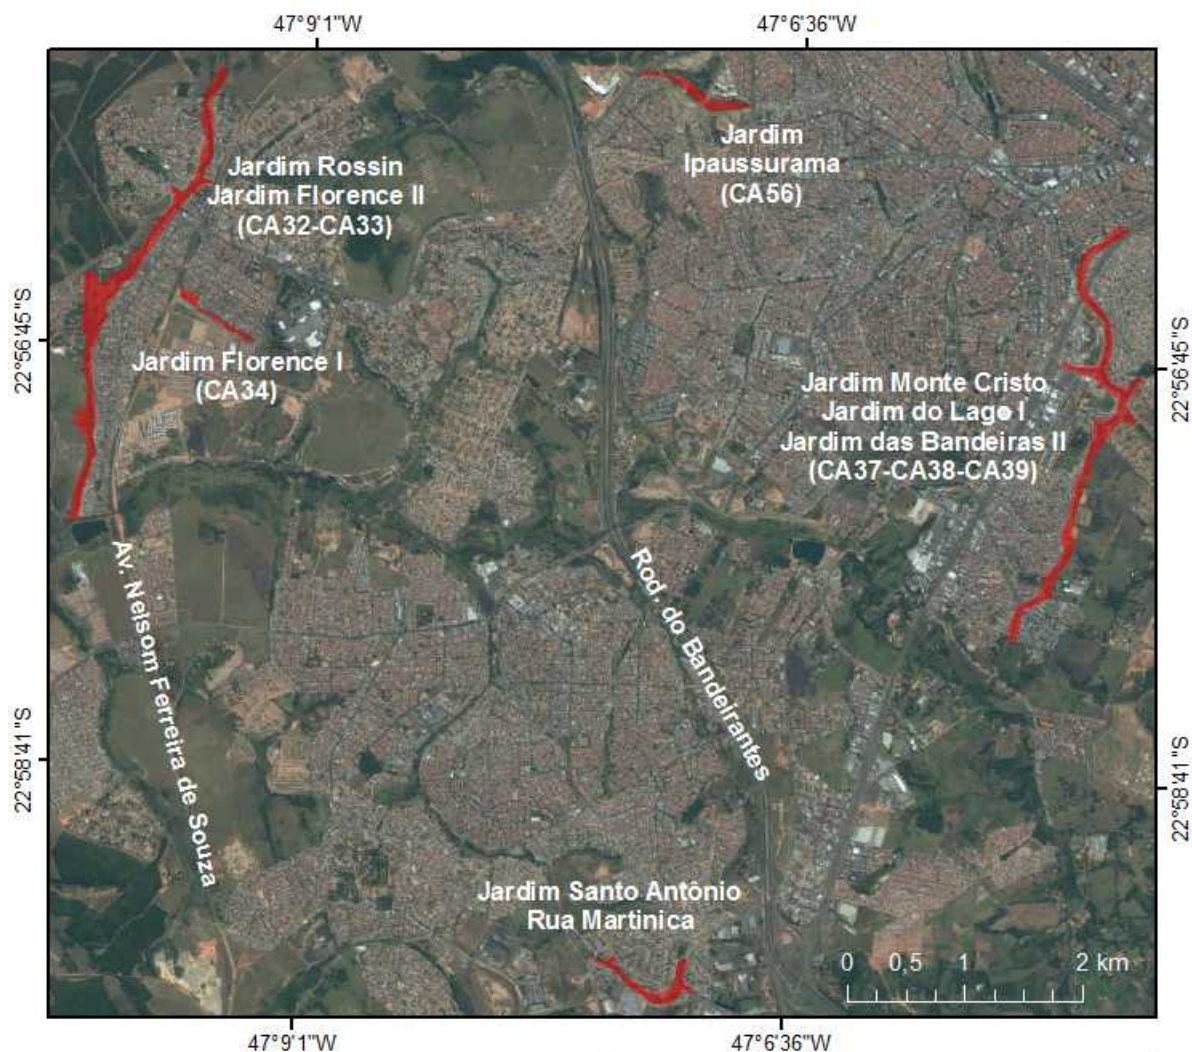 47°9'1"W
47°6'36"W
Jardim
Ipaussurama
(CA56)
Jardim Rossin
Jardim Florence II
(CA32-CA33)
22°56'45"S
22°56'45"S
Jardim Florence I
(CA34)
Jardim Monte Cristo
Jardim do Lago I
Jardim das Bandeiras II
(CA37-CA38-CA39)
Av. Nelsom Ferreira de Souza
Rod. do Bandeirantes
22°58'41"S
22°58'41"S
Jardim Santo Antônio
Rua Martinica
0 0,5 1 2 km
47°9'1"W
47°6'36"W